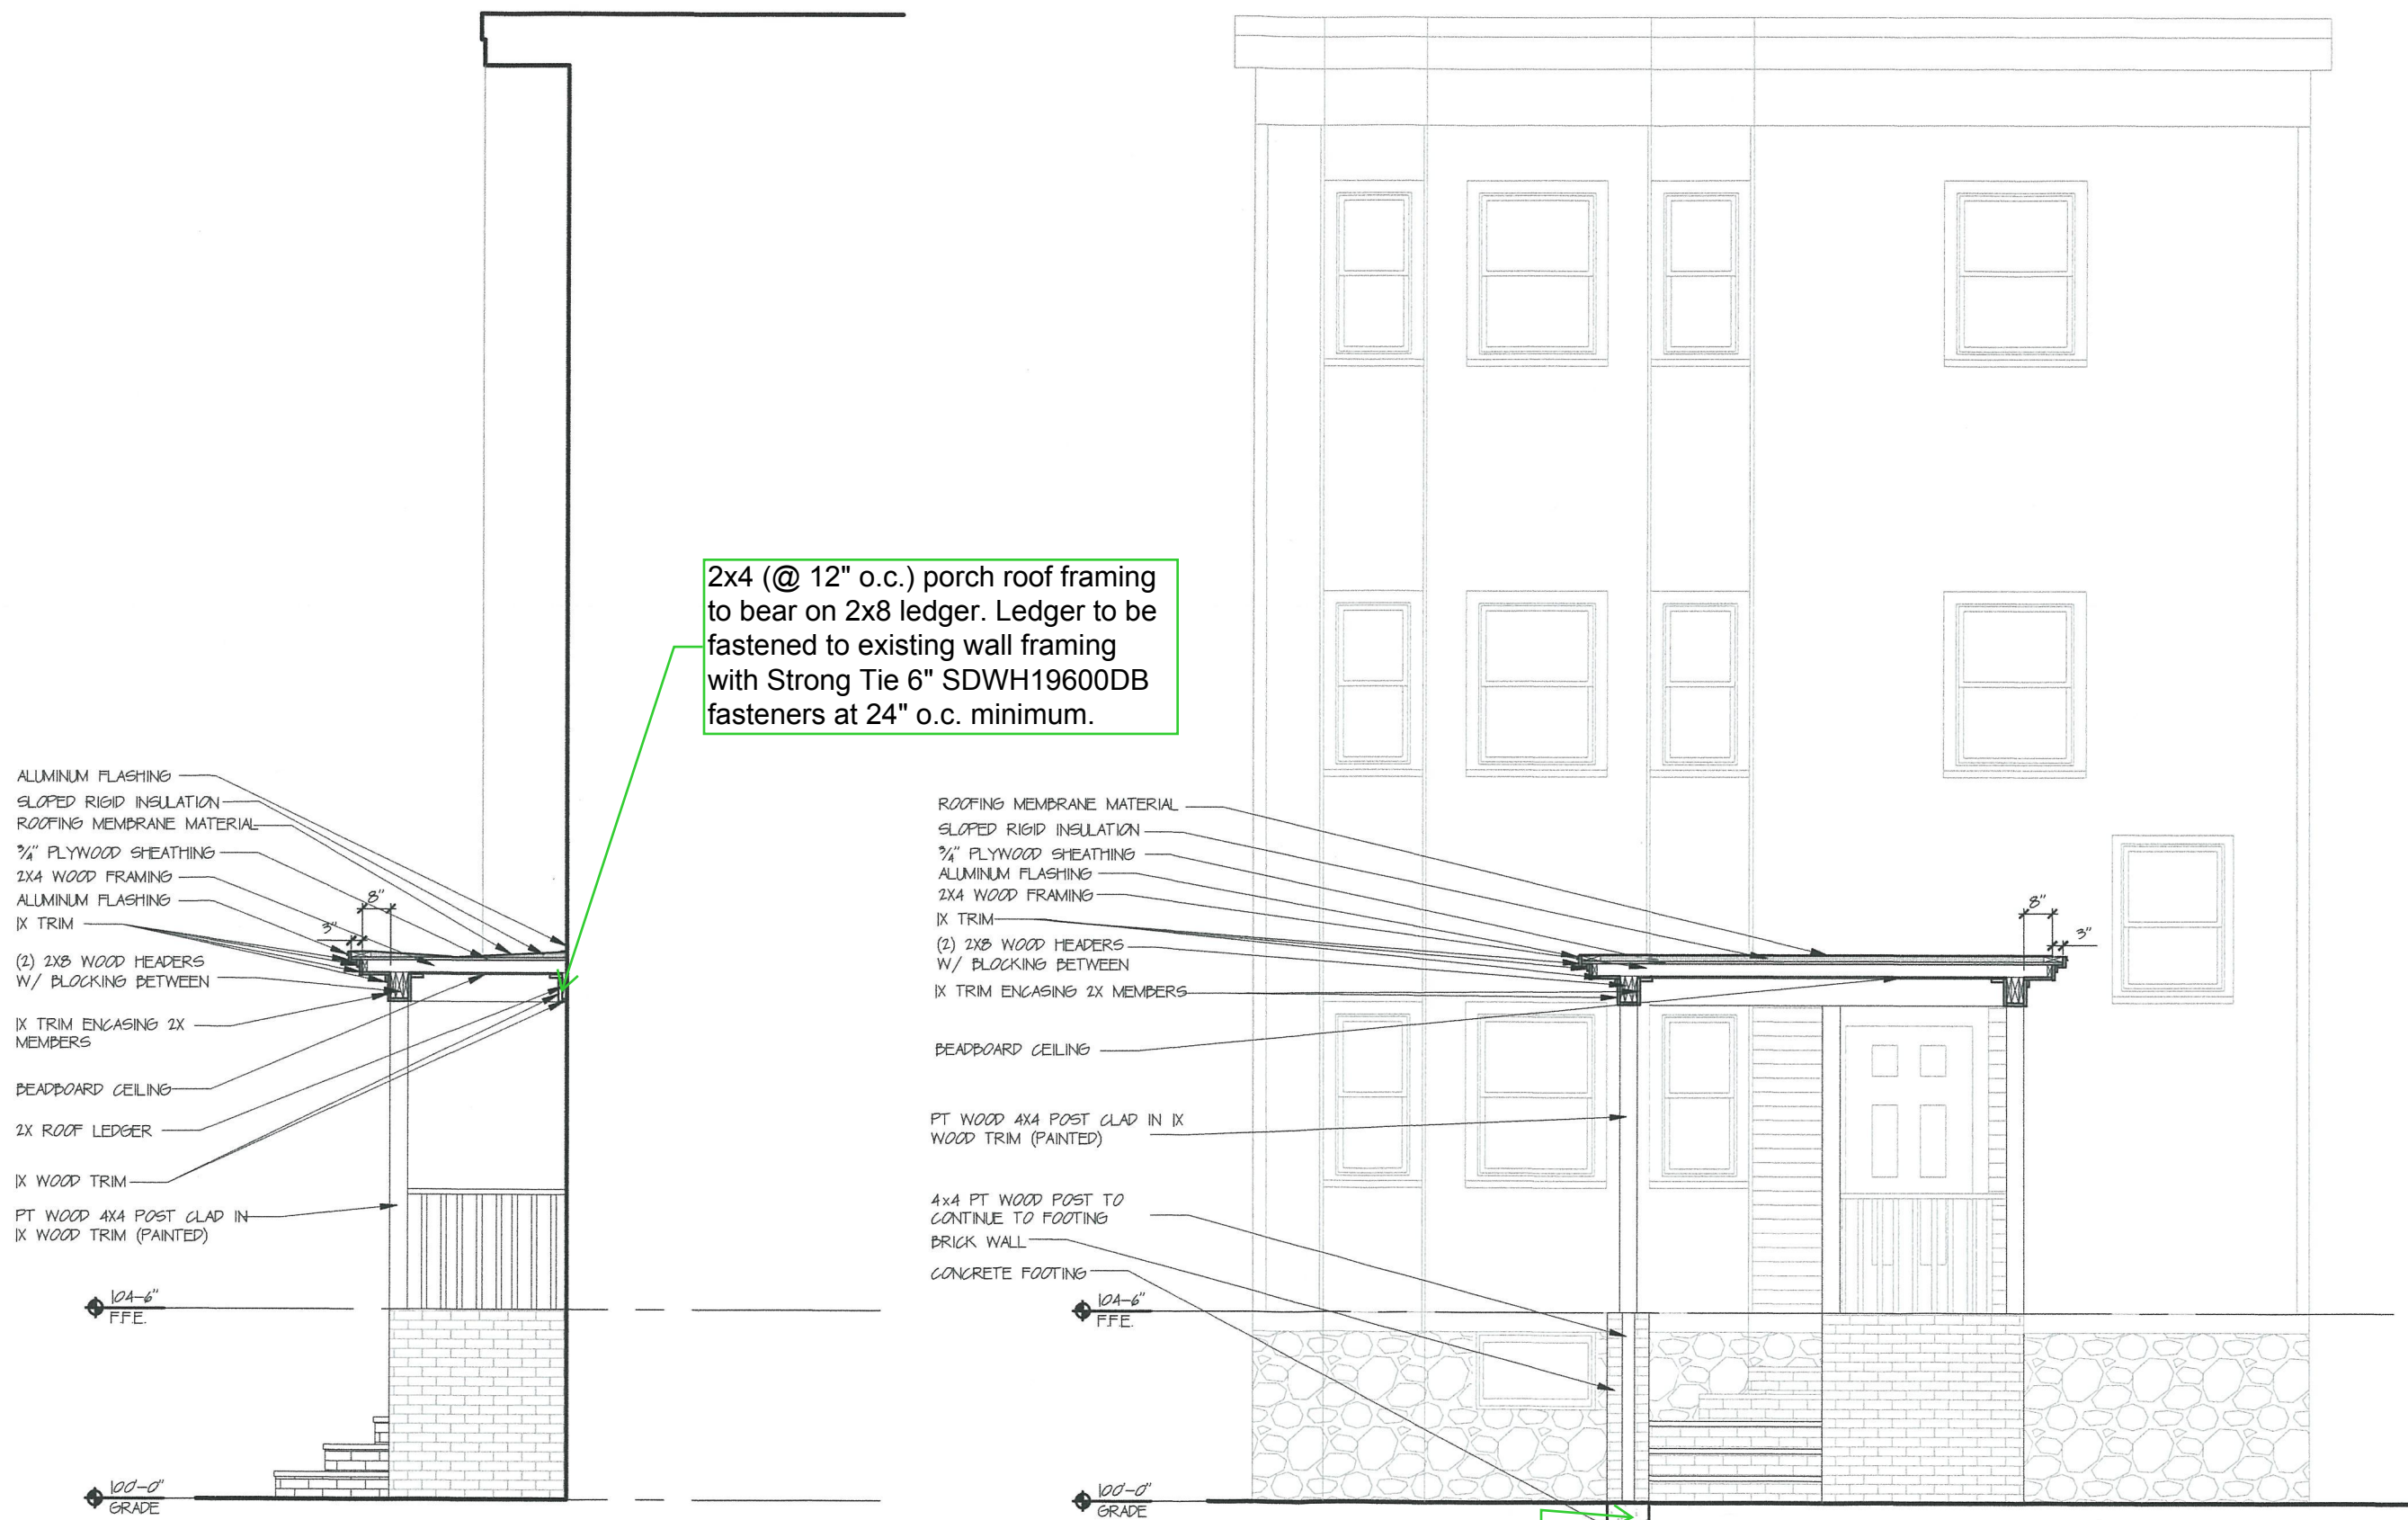 2x4 (@ 12" o.c.) porch roof framing
to bear on 2x8 ledger. Ledger to be
fastened to existing wall framing
with Strong Tie 6" SDWH19600DB
fasteners at 24" o.c. minimum.
ALUMINUM FLASHING
SLOPED RIGID INSULATION
ROOFING MEMBRANE MATERIAL
3/4" PLYWOOD SHEATHING
2X4 WOOD FRAMING
ALUMINUM FLASHING
1X TRIM
(2) 2X8 WOOD HEADERS
W/ BLOCKING BETWEEN
1X TRIM ENCASING 2X
MEMBERS
BEADBOARD CEILING
2X ROOF LEDGER
1X WOOD TRIM
PT WOOD 4X4 POST CLAD IN
1X WOOD TRIM (PAINTED)
8"
3"
104-6"
F.F.E.
100'-0"
GRADE
ROOFING MEMBRANE MATERIAL
SLOPED RIGID INSULATION
3/4" PLYWOOD SHEATHING
ALUMINUM FLASHING
2X4 WOOD FRAMING
1X TRIM
(2) 2X8 WOOD HEADERS
W/ BLOCKING BETWEEN
1X TRIM ENCASING 2X MEMBERS
BEADBOARD CEILING
PT WOOD 4X4 POST CLAD IN 1X
WOOD TRIM (PAINTED)
4x4 PT WOOD POST TO
CONTINUE TO FOOTING
BRICK WALL
CONCRETE FOOTING
8"
3"
104-6"
F.F.E.
100'-0"
GRADE